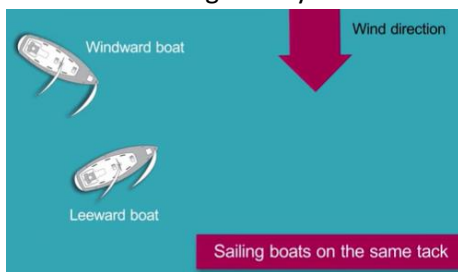 Wind direction
Windward boat
Leeward boat
Sailing boats on the same tack